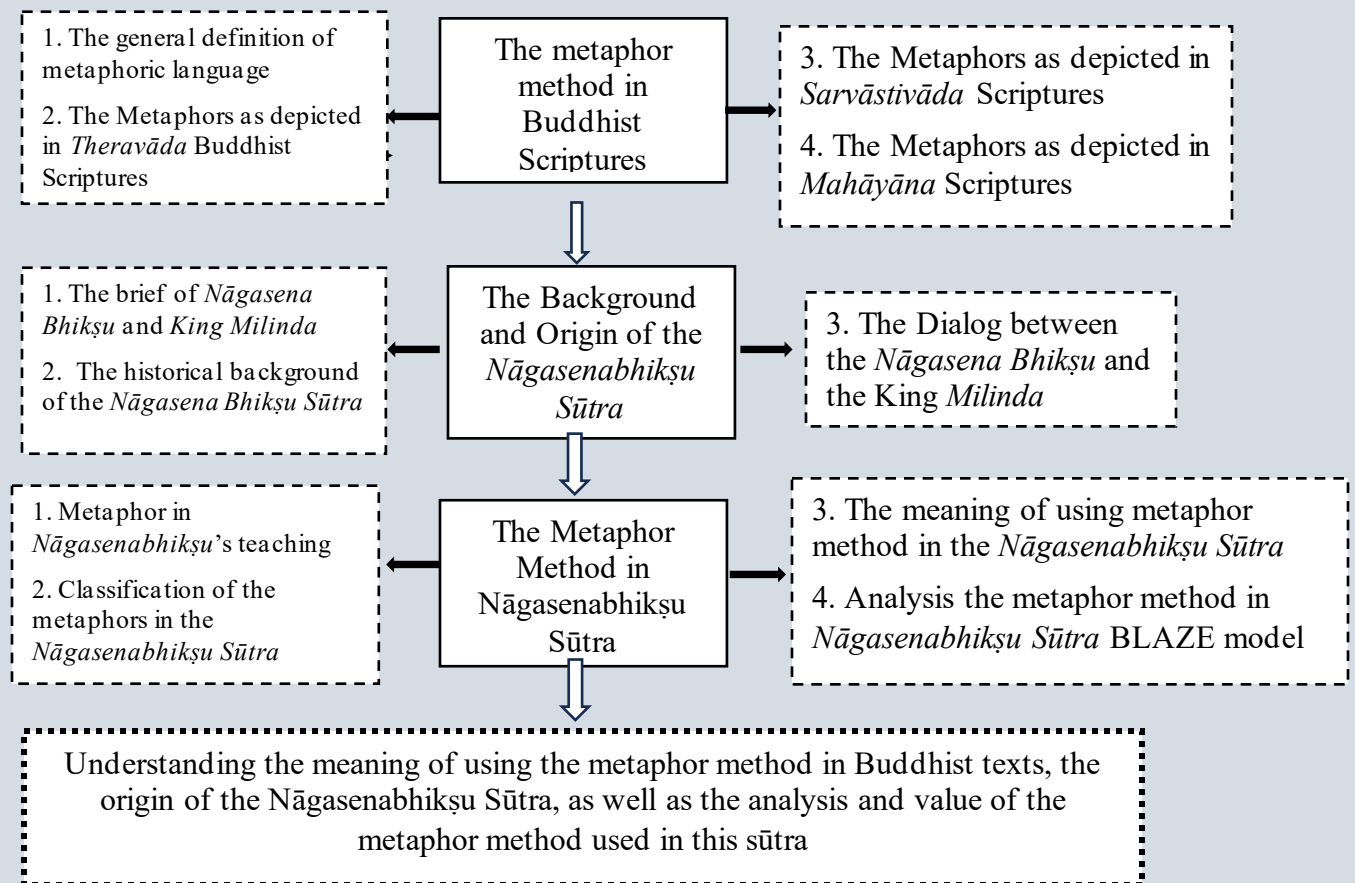 1. The general definition of
metaphoric language
2. The Metaphors as depicted
in Theravāda Buddhist
Scriptures
The metaphor
method in
Buddhist
Scriptures
3. The Metaphors as depicted in
Sarvāstivāda Scriptures
4. The Metaphors as depicted in
Mahāyāna Scriptures
1. The brief of Nāgasena
Bhikṣu and King Milinda
2. The historical background
of the Nāgasena Bhikṣu Sūtra
The Background
and Origin of the
Nāgasenabhikṣu
Sūtra
3. The Dialog between
the Nāgasena Bhikṣu and
the King Milinda
1. Metaphor in
Nāgasenabhikṣu's teaching
2. Classification of the
metaphors in the
Nāgasenabhikṣu Sūtra
The Metaphor
Method in
Nāgasenabhikṣu
Sūtra
3. The meaning of using metaphor
method in the Nāgasenabhikṣu Sūtra
4. Analysis the metaphor method in
Nāgasenabhikṣu Sūtra BLAZE model
Understanding the meaning of using the metaphor method in Buddhist texts, the
origin of the Nāgasenabhikṣu Sūtra, as well as the analysis and value of the
metaphor method used in this sūtra